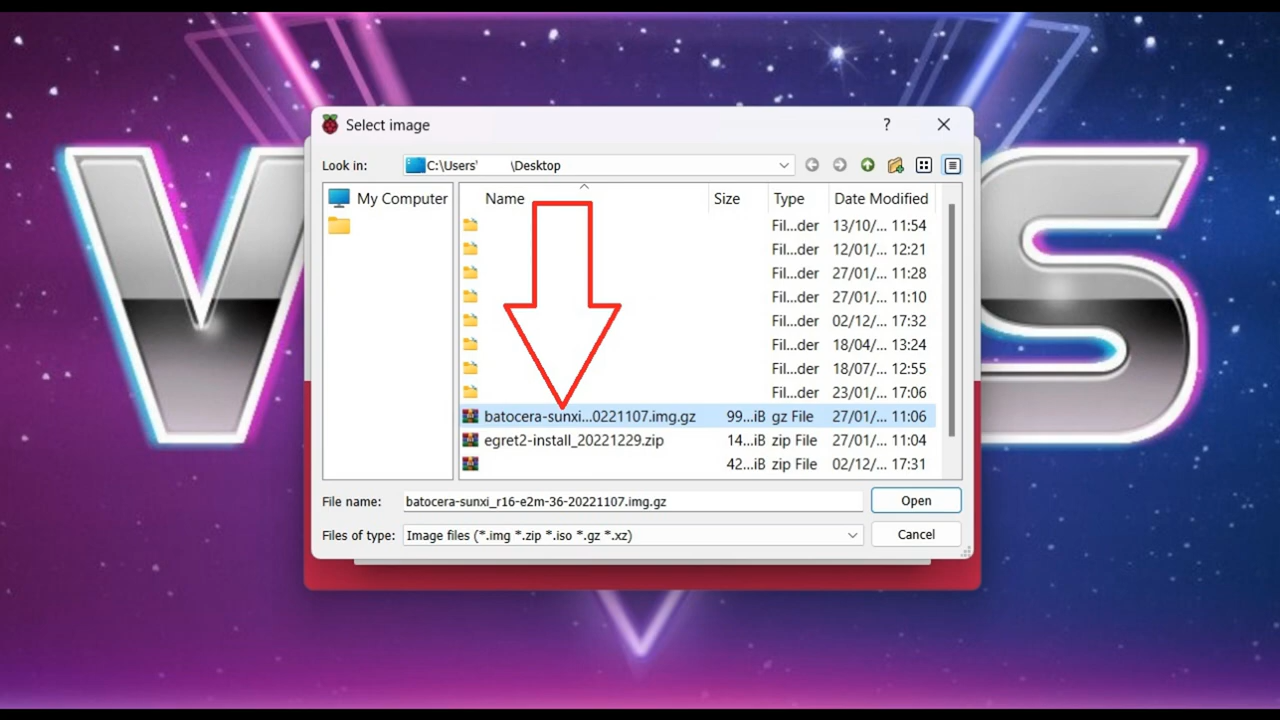 VS
Select image
?
Look in:
C:\Users'
\Desktop
My Computer
Name
Size
Type
Date Modified
Fil...der
13/10/... 11:54
Fil...der
12/01/... 12:21
Fil...der
27/01/... 11:28
Fil...der
27/01/... 11:10
Fil...der
02/12/... 17:32
Fil...der
18/04/... 13:24
Fil...der
18/07/... 12:55
Fil...der
23/01/... 17:06
batocera-sunxi...0221107.img.gz
99...iB
gz File
27/01/... 11:06
egret2-install_20221229.zip
14...iB
zip File
27/01/... 11:04
42...iB
zip File
02/12/... 17:31
File name:
batocera-sunxi_r16-e2m-36-20221107.img.gz
Open
Files of type:
Image files (*.img *.zip *.iso *.gz *.xz)
Cancel